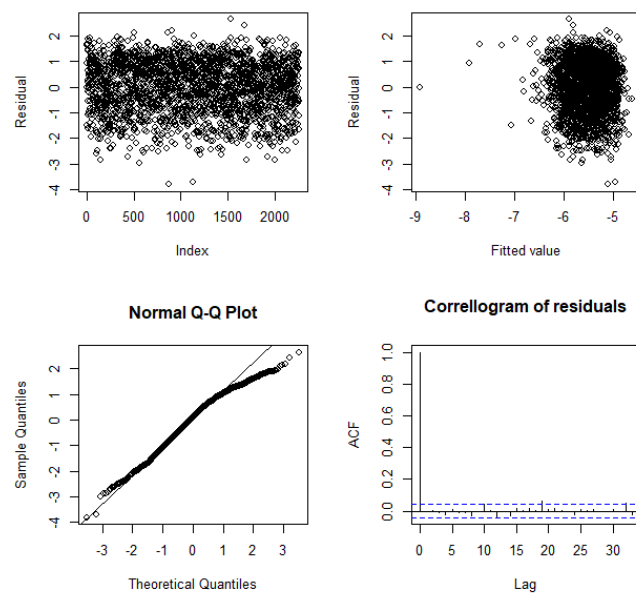 Residual
2
1
0
-1
-2
-3
-4
0 500 1000 1500 2000
Index
Residual
2
1
0
-1
-2
-3
-4
-9 -8 -7 -6 -5
Fitted value
Normal Q-Q Plot
Sample Quantiles
2
1
0
-1
-2
-3
-4
-3 -2 -1 0 1 2 3
Theoretical Quantiles
Correllogram of residuals
ACF
1.0
0.8
0.6
0.4
0.2
0.0
0 5 10 15 20 25 30
Lag